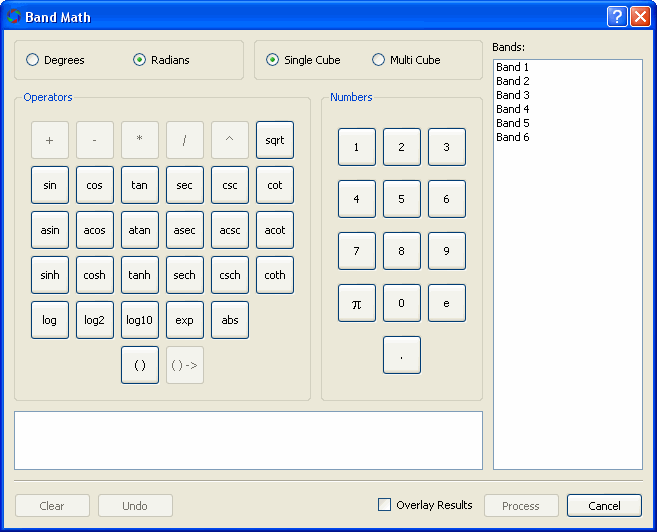 Band Math
Degrees Radians Single Cube Multi Cube
Bands:
Band 1
Band 2
Band 3
Band 4
Band 5
Band 6
Operators
+ - * / ^ sqrt
sin cos tan sec csc cot
asin acos atan asec acsc acot
sinh cosh tanh sech csch coth
log log2 log10 exp abs
( ) ( ) ->
Numbers
1 2 3
4 5 6
7 8 9
π 0 e
.
Clear Undo Overlay Results Process Cancel